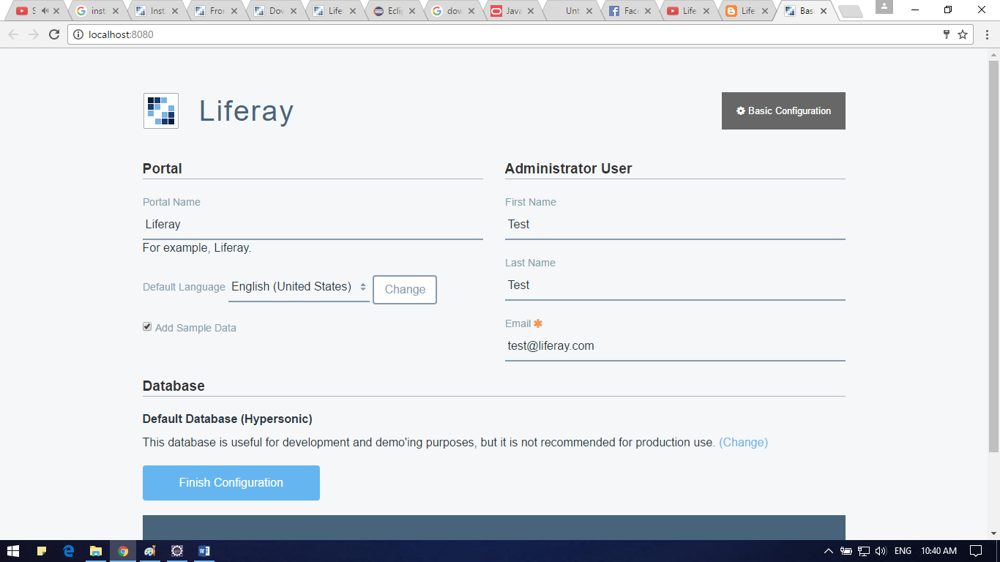 S inst Inst Fror Dov Life Eclip dov Java Unt Face Life Life Bas
localhost:8080
Liferay
Basic Configuration
Portal
Administrator User
Portal Name
First Name
Liferay
Test
For example, Liferay.
Last Name
Default Language English (United States) Change
Test
Email
Add Sample Data
test@liferay.com
Database
Default Database (Hypersonic)
This database is useful for development and demo'ing purposes, but it is not recommended for production use. (Change)
Finish Configuration
ENG 10:40 AM